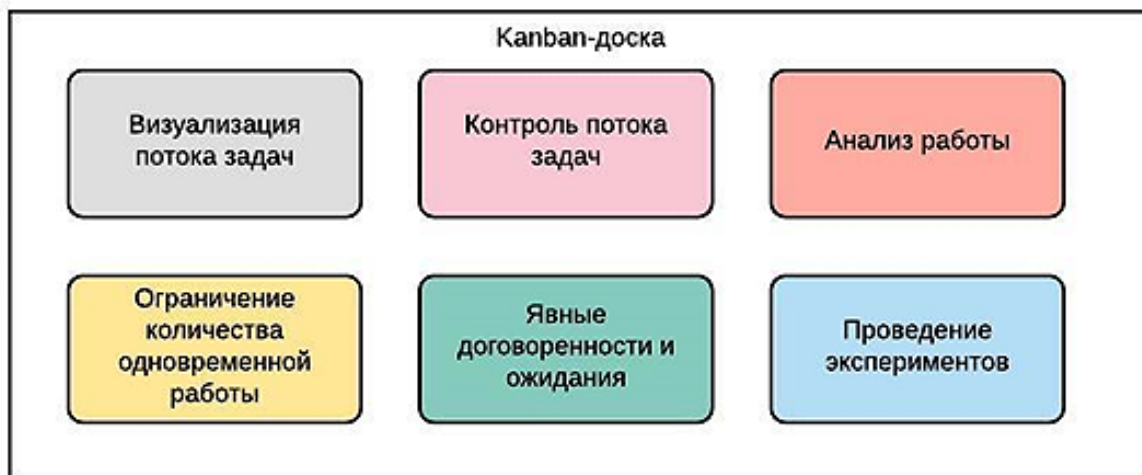 Kanban-доска
Визуализация
потока задач
Контроль потока
задач
Анализ работы
Ограничение
количества
одновременной
работы
Явные
договоренности и
ожидания
Проведение
экспериментов